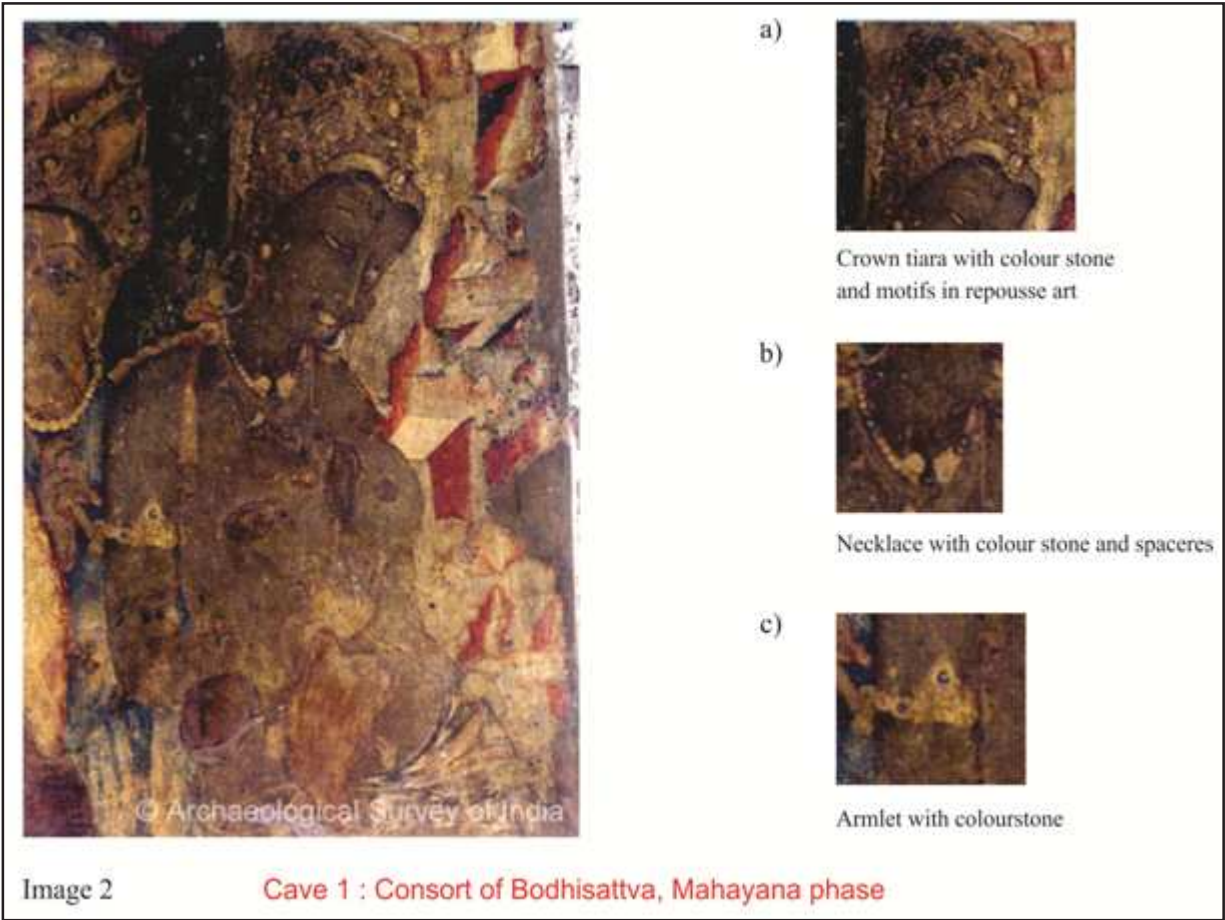 a)
Crown tiara with colour stone
and motifs in repousse art
b)
Necklace with colour stone and spaceres
c)
Armlet with colourstone
© Archaeological Survey of India
Image 2
Cave 1 : Consort of Bodhisattva, Mahayana phase